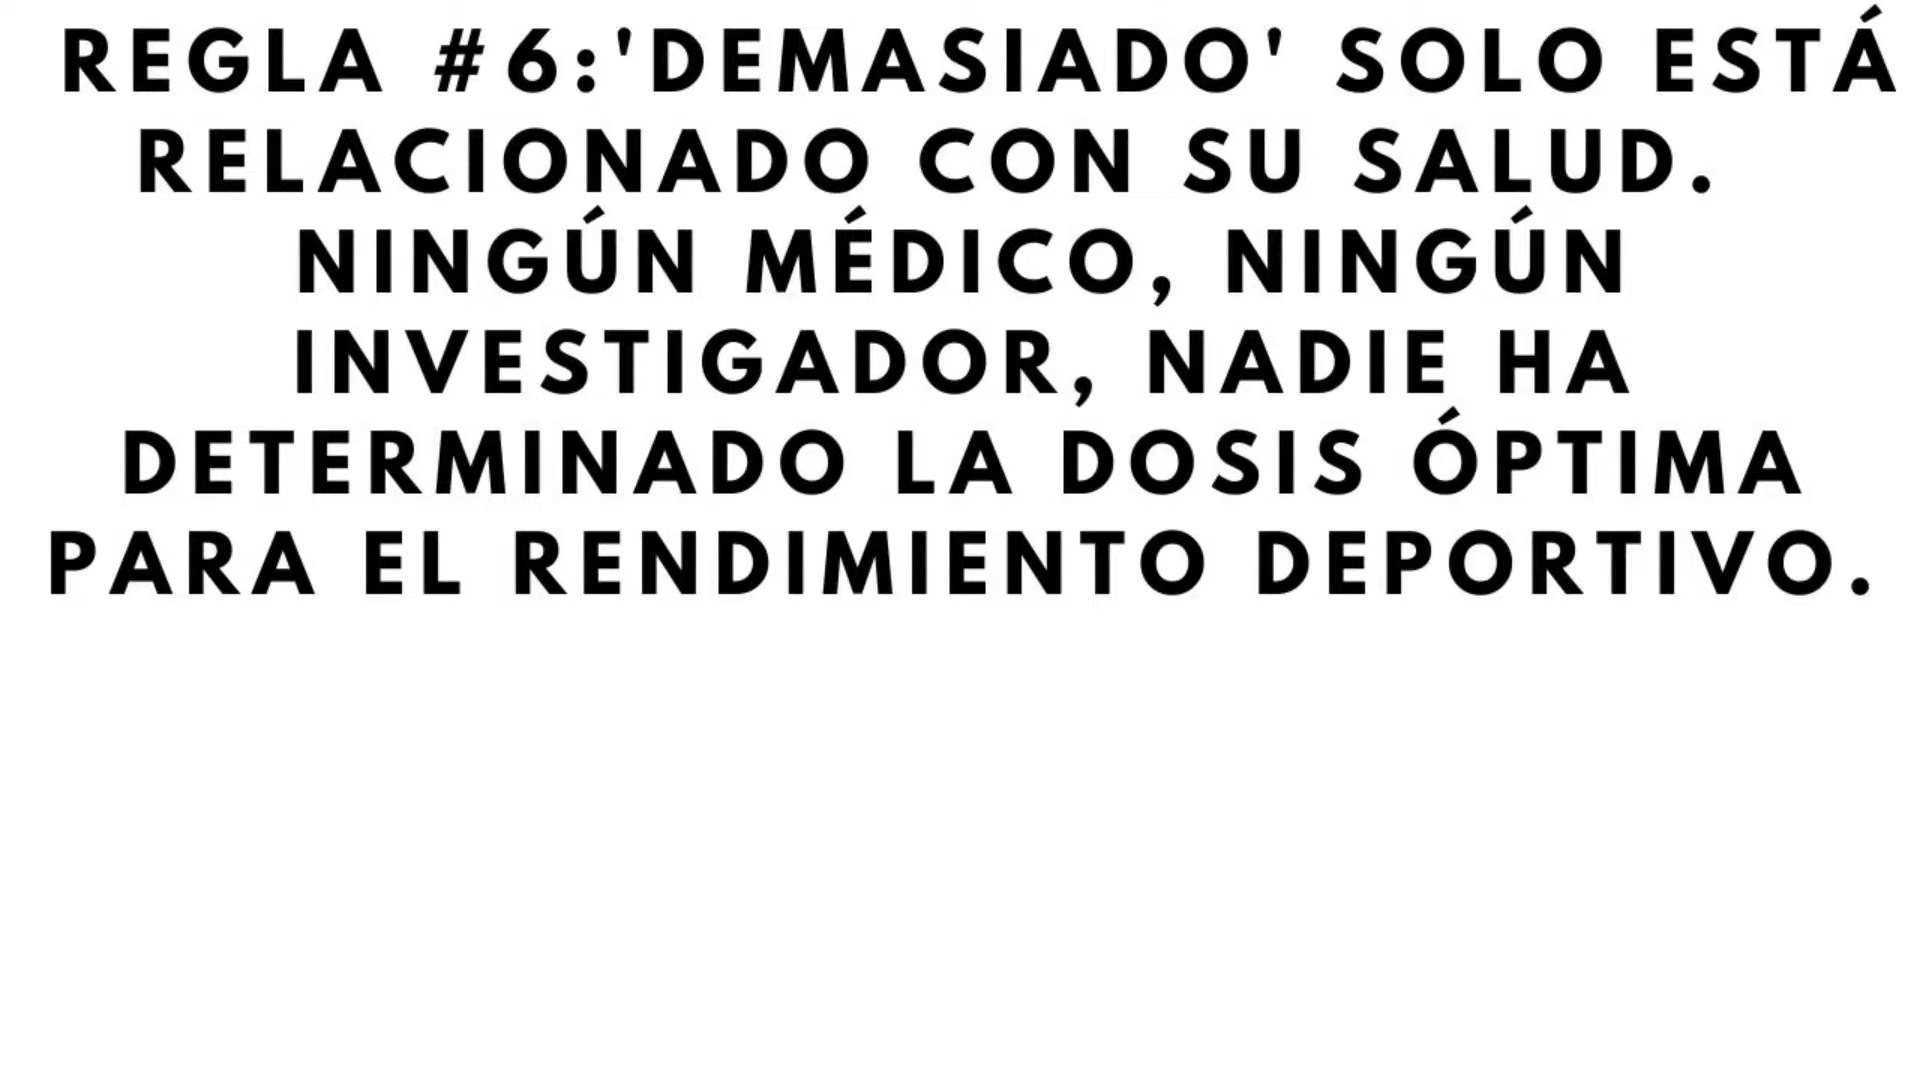 REGLA #6:'DEMASIADO' SOLO ESTÁ
RELACIONADO CON SU SALUD.
NINGÚN MÉDICO, NINGÚN
INVESTIGADOR, NADIE HA
DETERMINADO LA DOSIS ÓPTIMA
PARA EL RENDIMIENTO DEPORTIVO.